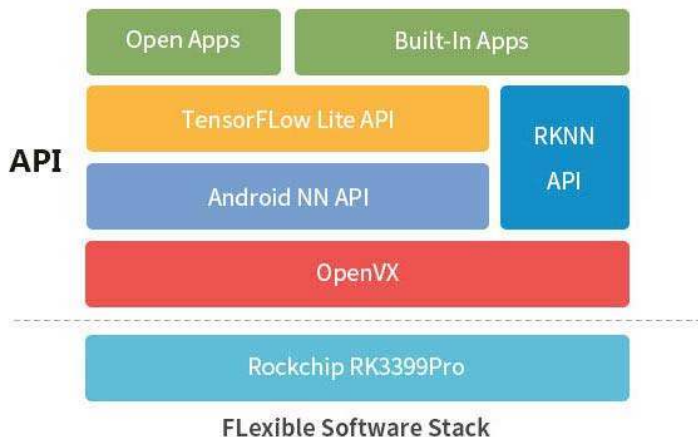 Open Apps
Built-In Apps
TensorFLow Lite API
RKNN
API
API
Android NN API
OpenVX
Rockchip RK3399Pro
FLexible Software Stack